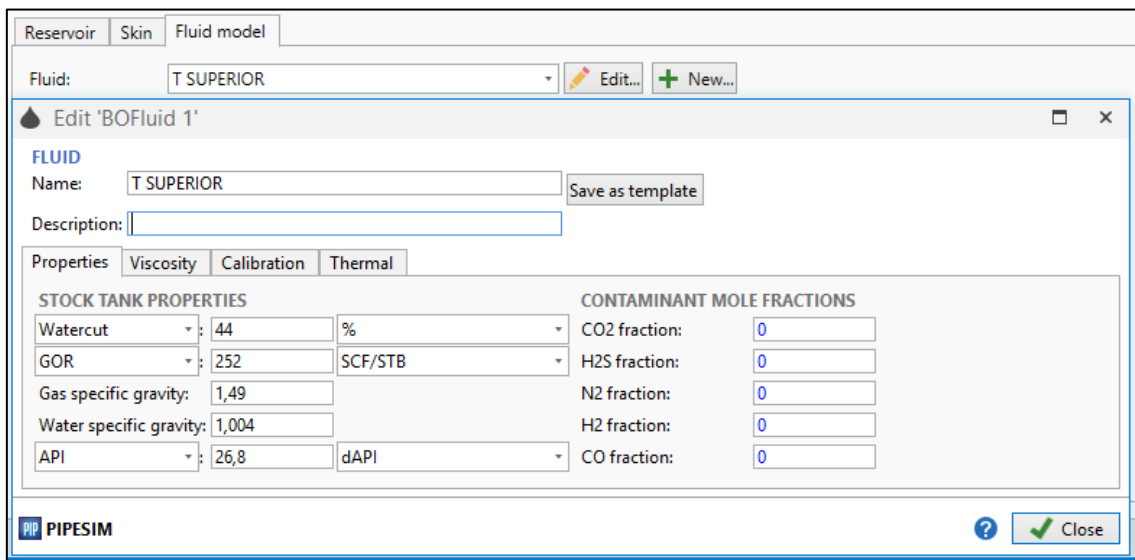 Reservoir Skin Fluid model
Fluid: T SUPERIOR Edit... New...
Edit 'BOFluid 1'
FLUID
Name: T SUPERIOR Save as template
Description:
Properties Viscosity Calibration Thermal
STOCK TANK PROPERTIES CONTAMINANT MOLE FRACTIONS
Watercut : 44 % CO2 fraction: 0
GOR : 252 SCF/STB H2S fraction: 0
Gas specific gravity: 1,49 N2 fraction: 0
Water specific gravity: 1,004 H2 fraction: 0
API : 26,8 dAPI CO fraction: 0
PIP PIPESIM ? Close